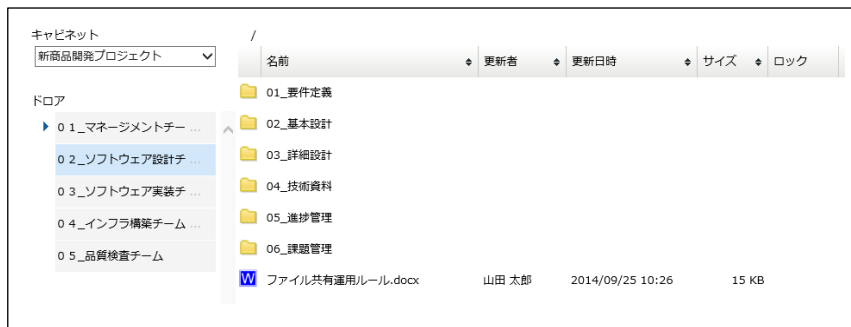 キャビネット
新商品開発プロジェクト
ドロア
０１_マネージメントチー ...
０２_ソフトウェア設計チ ...
０３_ソフトウェア実装チ ...
０４_インフラ構築チーム ...
０５_品質検査チーム
/
名前 更新者 更新日時 サイズ ロック
01_要件定義
02_基本設計
03_詳細設計
04_技術資料
05_進捗管理
06_課題管理
W ファイル共有運用ルール.docx 山田 太郎 2014/09/25 10:26 15 KB